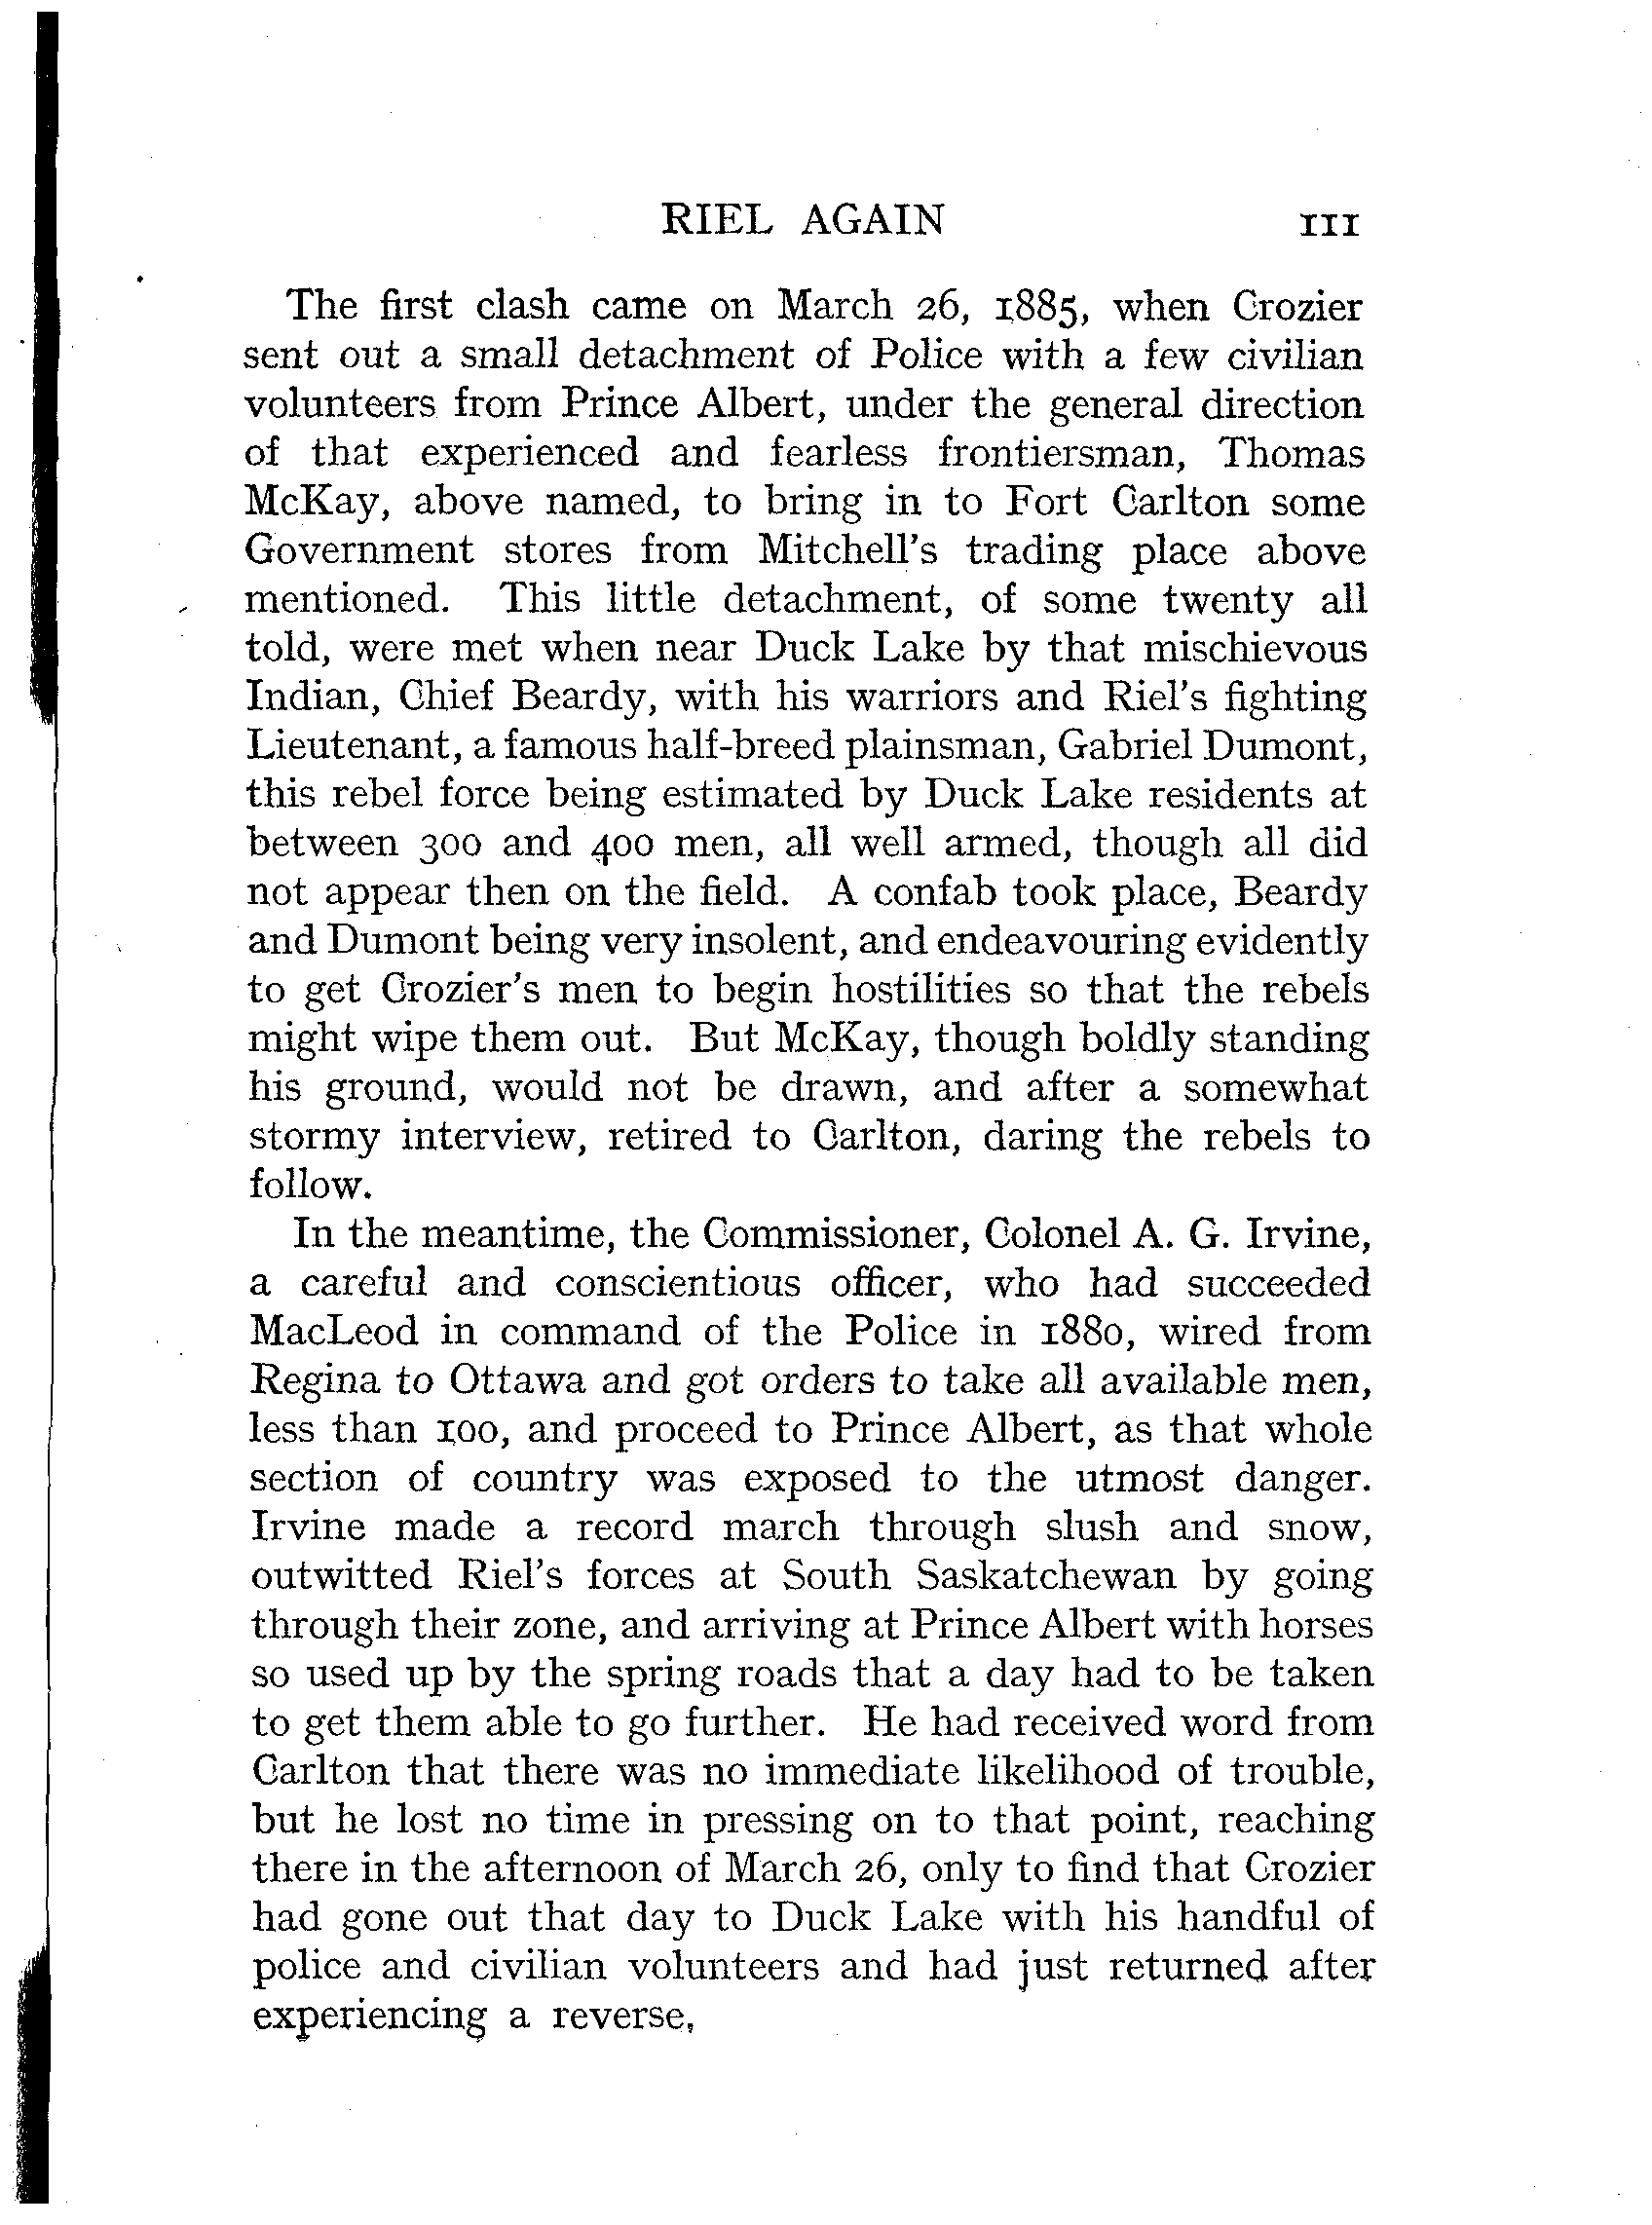 RIEL AGAIN 111
The first clash came on March 26, 1885, when Crozier
sent out a small detachment of Police with a few civilian
volunteers from Prince Albert, under the general direction
of that experienced and fearless frontiersman, Thomas
McKay, above named, to bring in to Fort Carlton some
Government stores from Mitchell's trading place above
mentioned. This little detachment, of some twenty all
told, were met when near Duck Lake by that mischievous
Indian, Chief Beardy, with his warriors and Riel's fighting
Lieutenant, a famous half-breed plainsman, Gabriel Dumont,
this rebel force being estimated by Duck Lake residents at
between 300 and 400 men, all well armed, though all did
not appear then on the field. A confab took place, Beardy
and Dumont being very insolent, and endeavouring evidently
to get Crozier's men to begin hostilities so that the rebels
might wipe them out. But McKay, though boldly standing
his ground, would not be drawn, and after a somewhat
stormy interview, retired to Carlton, daring the rebels to
follow.
In the meantime, the Commissioner, Colonel A. G. Irvine,
a careful and conscientious officer, who had succeeded
MacLeod in command of the Police in 1880, wired from
Regina to Ottawa and got orders to take all available men,
less than 100, and proceed to Prince Albert, as that whole
section of country was exposed to the utmost danger.
Irvine made a record march through slush and snow,
outwitted Riel's forces at South Saskatchewan by going
through their zone, and arriving at Prince Albert with horses
so used up by the spring roads that a day had to be taken
to get them able to go further. He had received word from
Carlton that there was no immediate likelihood of trouble,
but he lost no time in pressing on to that point, reaching
there in the afternoon of March 26, only to find that Crozier
had gone out that day to Duck Lake with his handful of
police and civilian volunteers and had just returned after
experiencing a reverse,